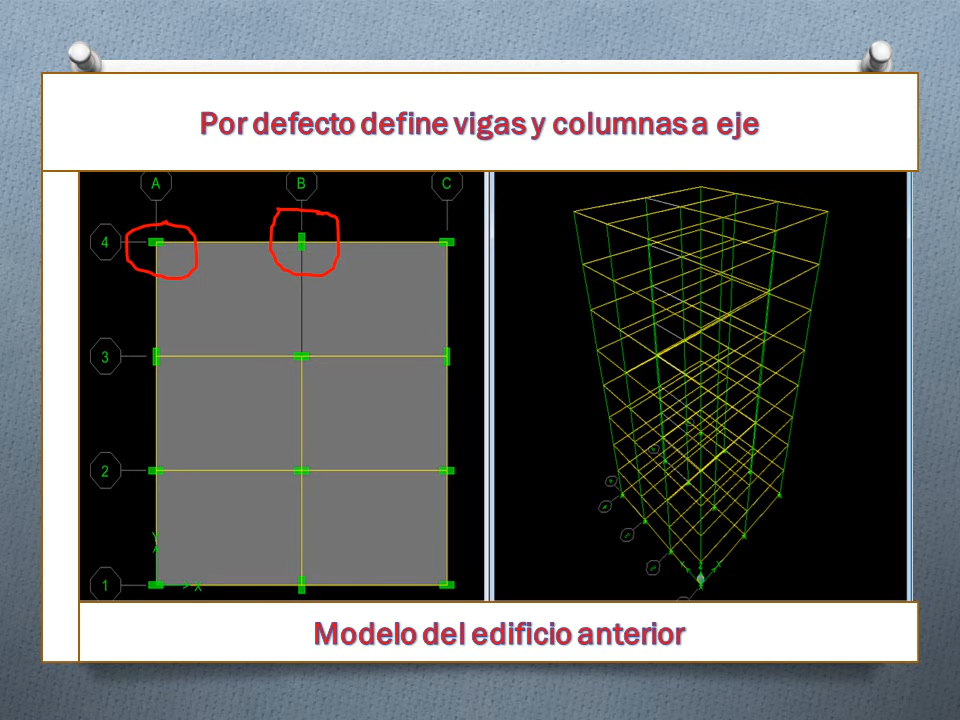 Por defecto define vigas y columnas a eje
A B C
4
3
2
Y
1
X
Modelo del edificio anterior